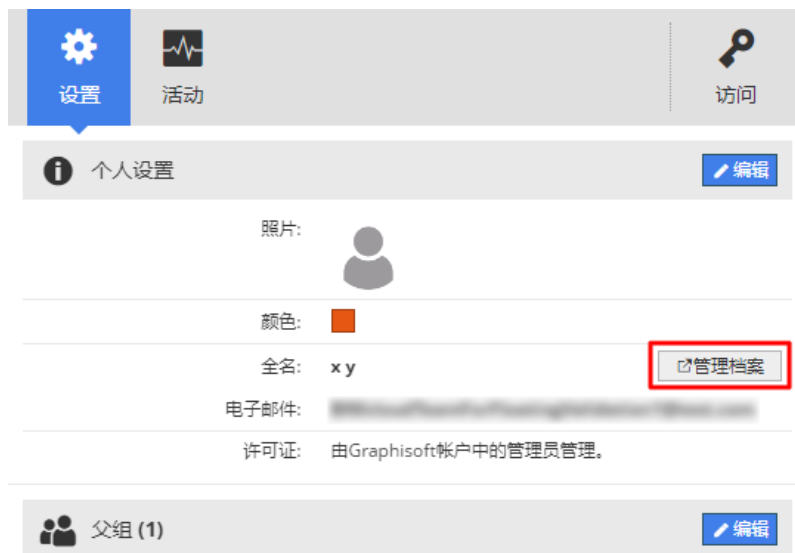 设置 活动 访问
个人设置 编辑
照片:
颜色:
全名: x y 管理档案
电子邮件:
许可证: 由Graphisoft帐户中的管理员管理。
父组 (1) 编辑